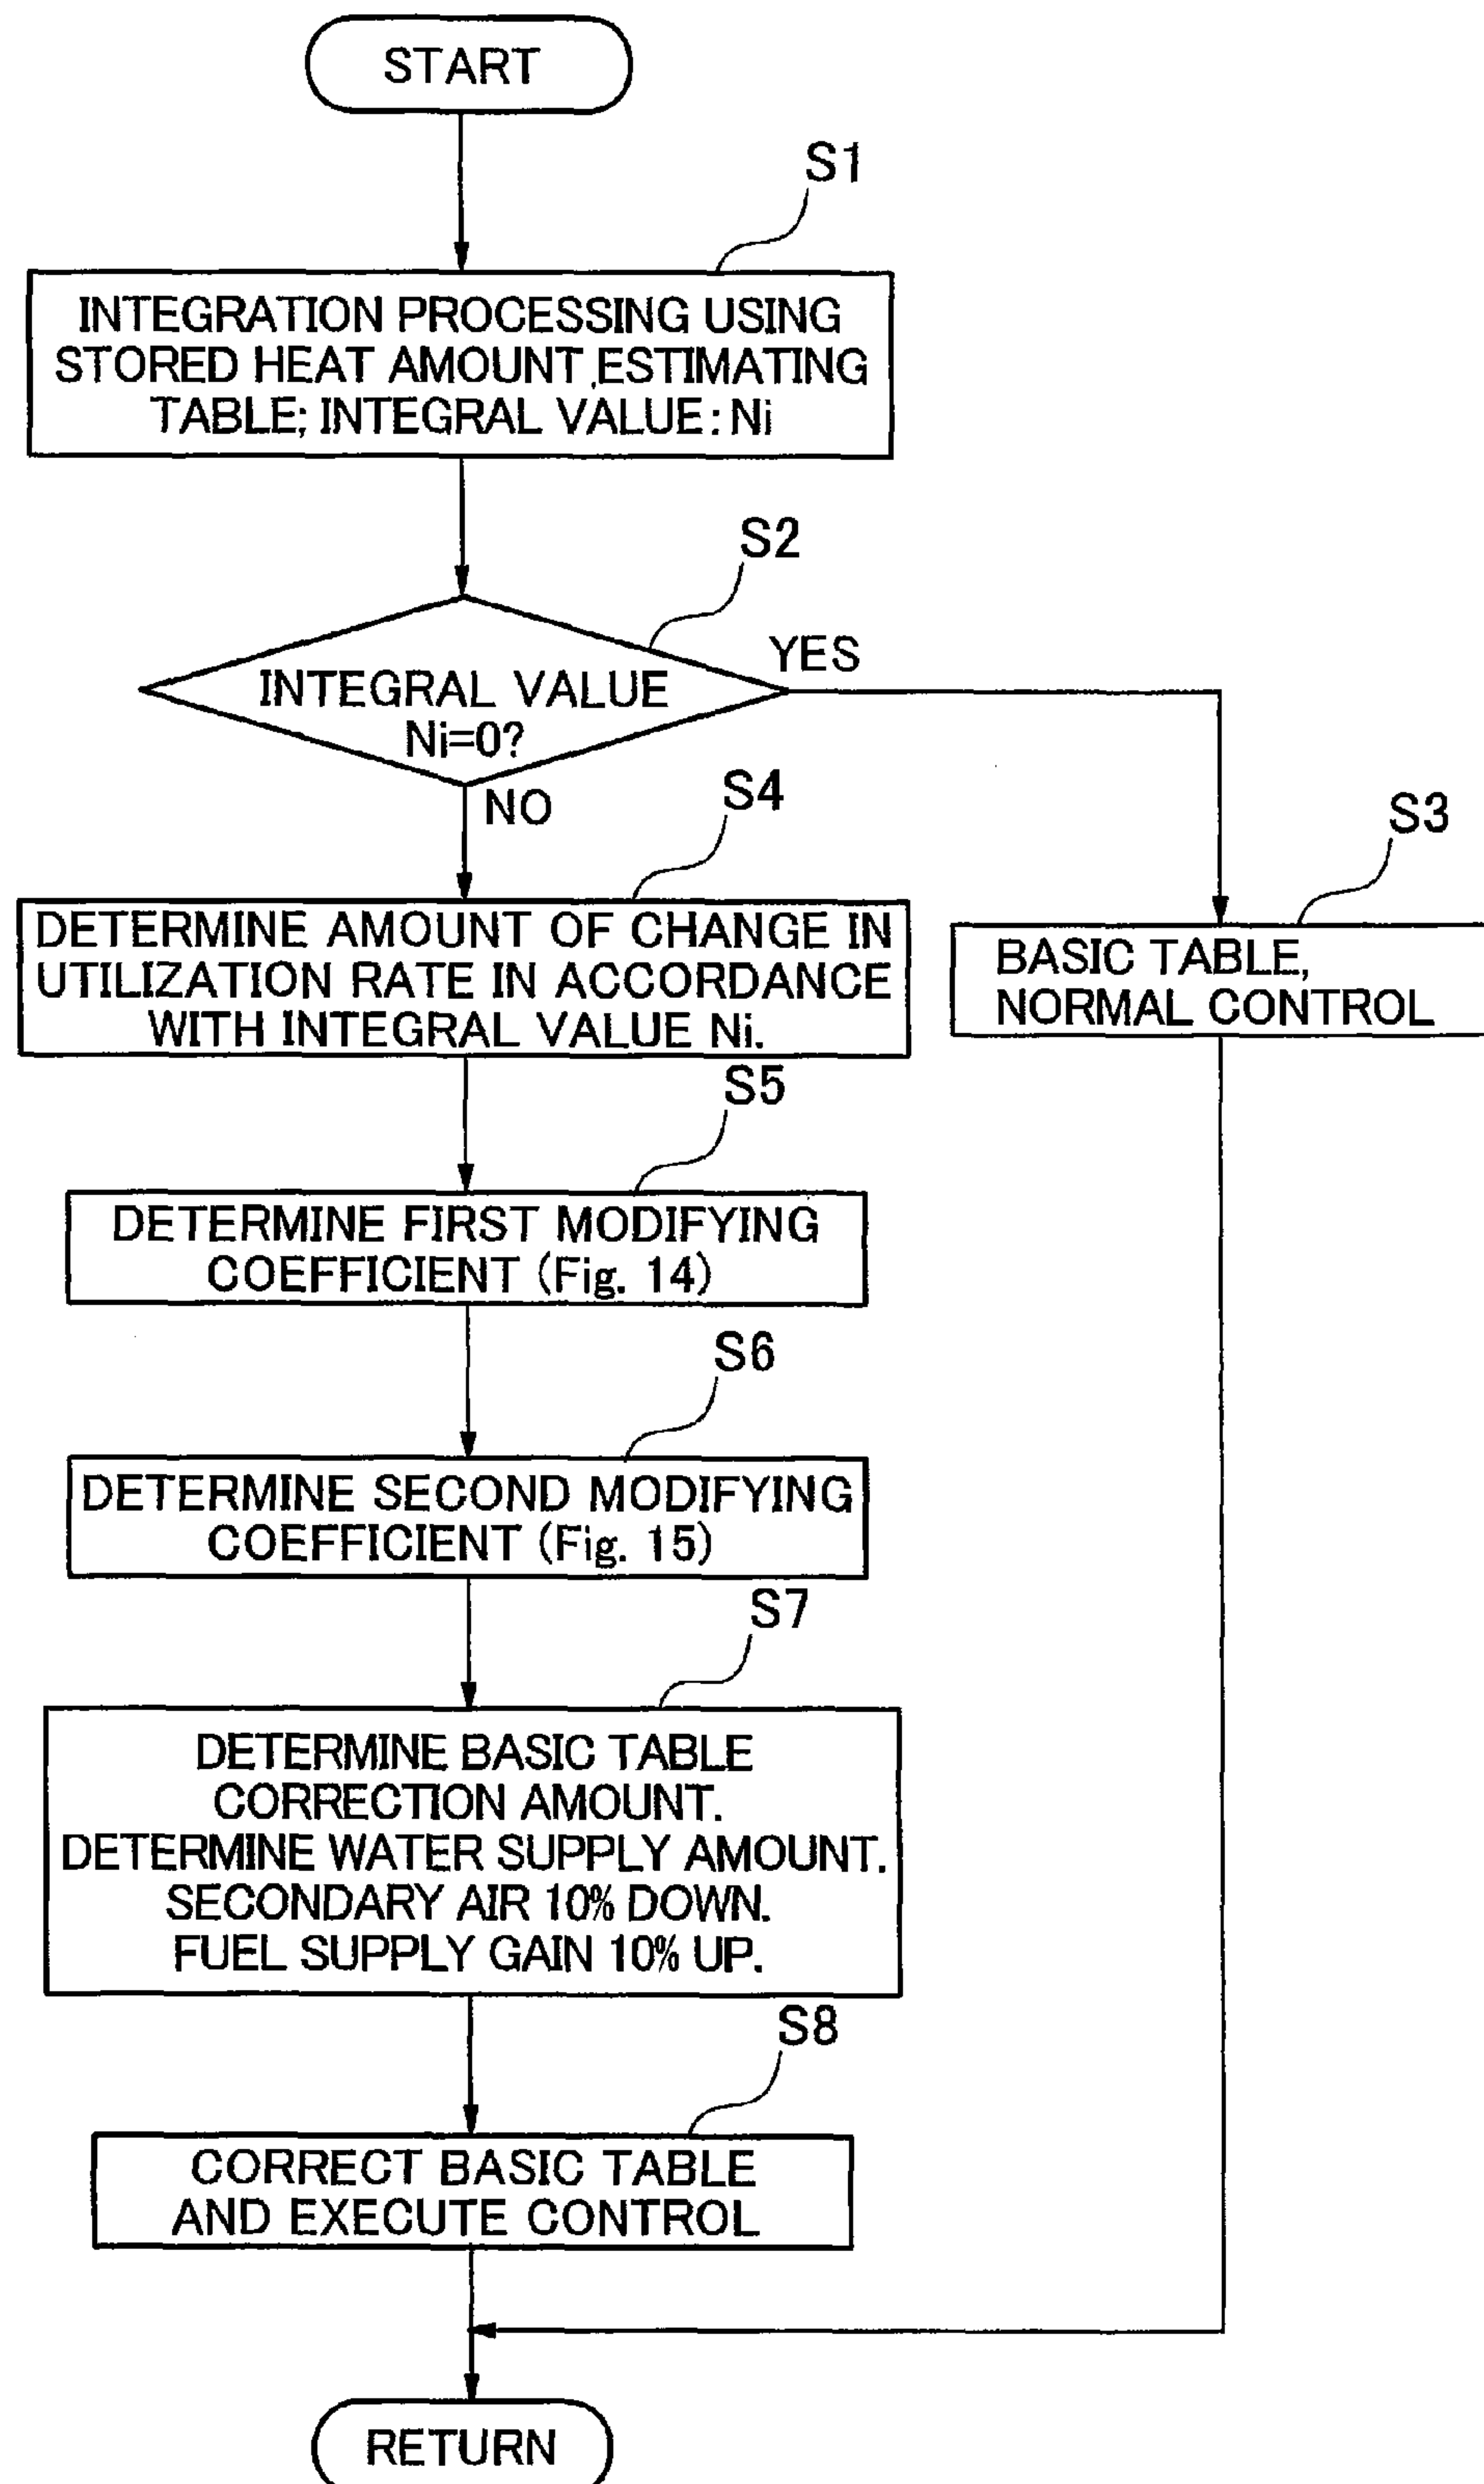 START
S1
INTEGRATION PROCESSING USING
STORED HEAT AMOUNT ESTIMATING
TABLE; INTEGRAL VALUE: Ni
S2
INTEGRAL VALUE
Ni=0?
YES
NO
S4
DETERMINE AMOUNT OF CHANGE IN
UTILIZATION RATE IN ACCORDANCE
WITH INTEGRAL VALUE Ni.
S3
BASIC TABLE,
NORMAL CONTROL
S5
DETERMINE FIRST MODIFYING
COEFFICIENT (Fig. 14)
S6
DETERMINE SECOND MODIFYING
COEFFICIENT (Fig. 15)
S7
DETERMINE BASIC TABLE
CORRECTION AMOUNT.
DETERMINE WATER SUPPLY AMOUNT.
SECONDARY AIR 10% DOWN.
FUEL SUPPLY GAIN 10% UP.
S8
CORRECT BASIC TABLE
AND EXECUTE CONTROL
RETURN